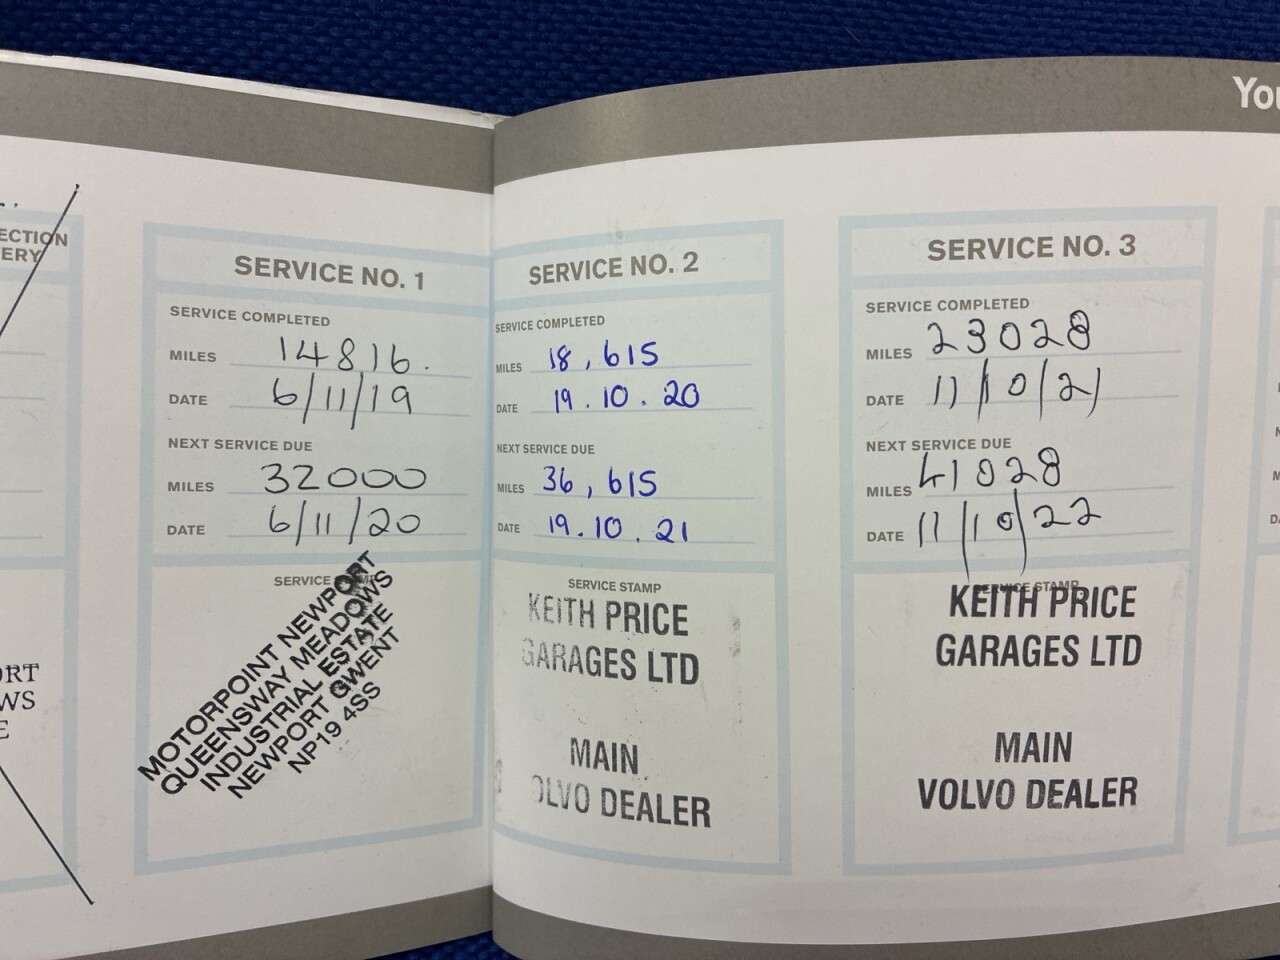 You
ECTION
ERY
ORT
WS
E
SERVICE NO. 1
SERVICE COMPLETED
MILES 14816.
DATE 6/11/19
NEXT SERVICE DUE
MILES 32000
DATE 6/11/20
SERVICE
MOTORPOINT NEWPORT
QUEENSWAY MEADOWS
INDUSTRIAL ESTATE
NEWPORT GWENT
NP19 4SS
SERVICE NO. 2
SERVICE COMPLETED
MILES 18,615
DATE 19.10.20
NEXT SERVICE DUE
MILES 36,615
DATE 19.10.21
SERVICE STAMP
KEITH PRICE
GARAGES LTD
MAIN
VOLVO DEALER
SERVICE NO. 3
SERVICE COMPLETED
MILES 23028
DATE 11/10/21
NEXT SERVICE DUE
MILES 41028
DATE 11/10/22
SERVICE STAMP
KEITH PRICE
GARAGES LTD
MAIN
VOLVO DEALER